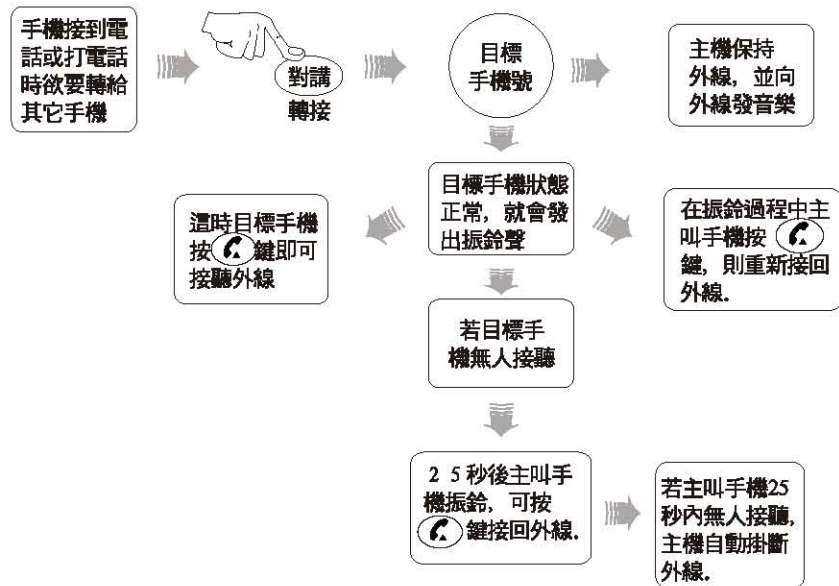 手機接到電
話或打電話
時欲要轉給
其它手機
對講
轉接
目標
手機號
主機保持
外線，並向
外線發音樂
目標手機狀態
正常，就會發
出振鈴聲
這時目標手機
按 鍵即可
接聽外線
在振鈴過程中主
叫手機按
鍵，則重新接回
外線.
若目標手
機無人接聽
2 5秒後主叫手
機振鈴，可按
鍵接回外線.
若主叫手機25
秒內無人接聽,
主機自動掛斷
外線.